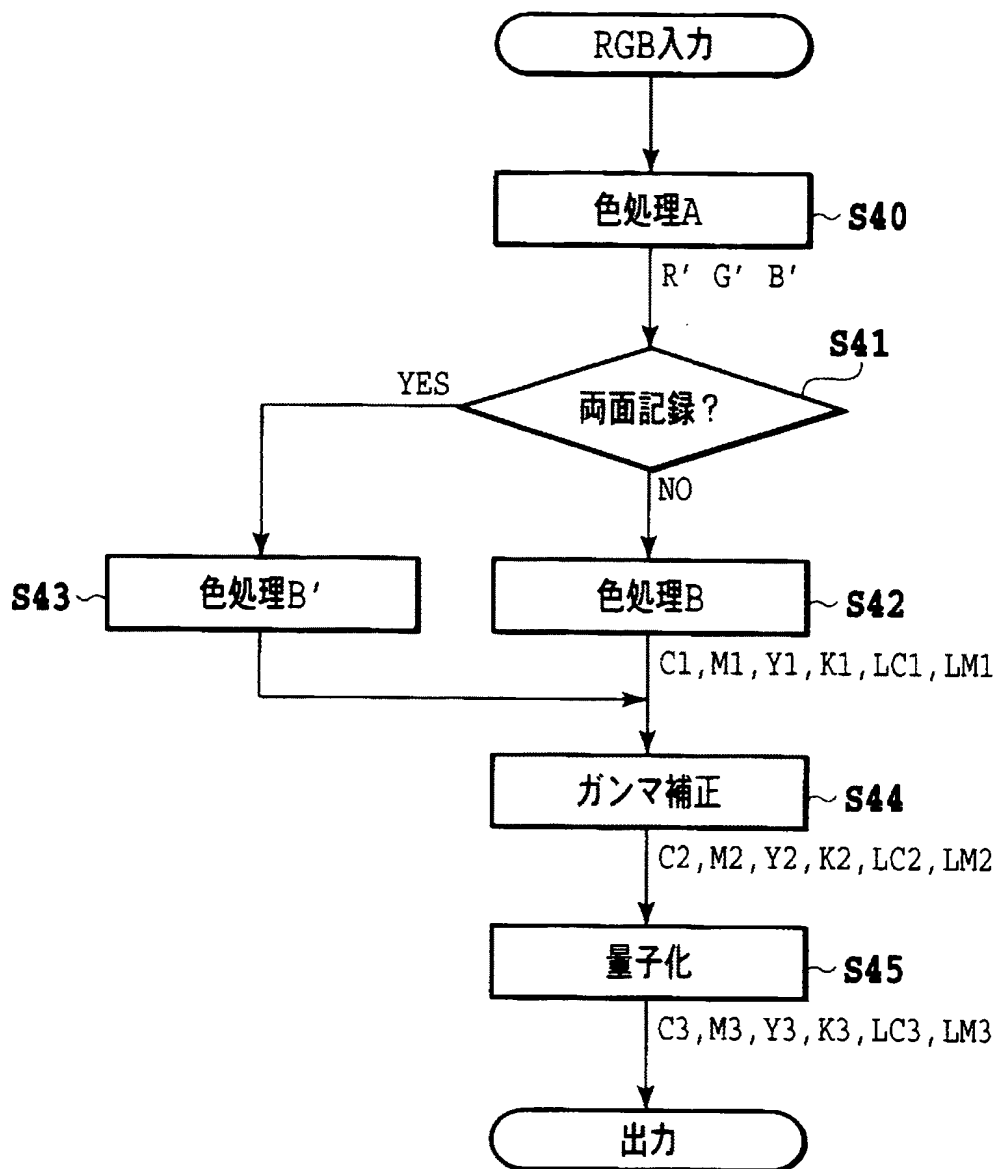 RGB入力
色処理A
S40
R' G' B'
S41
YES
両面記録?
NO
S43
色処理B'
色処理B
S42
C1,M1,Y1,K1,LC1,LM1
ガンマ補正
S44
C2,M2,Y2,K2,LC2,LM2
量子化
S45
C3,M3,Y3,K3,LC3,LM3
出力